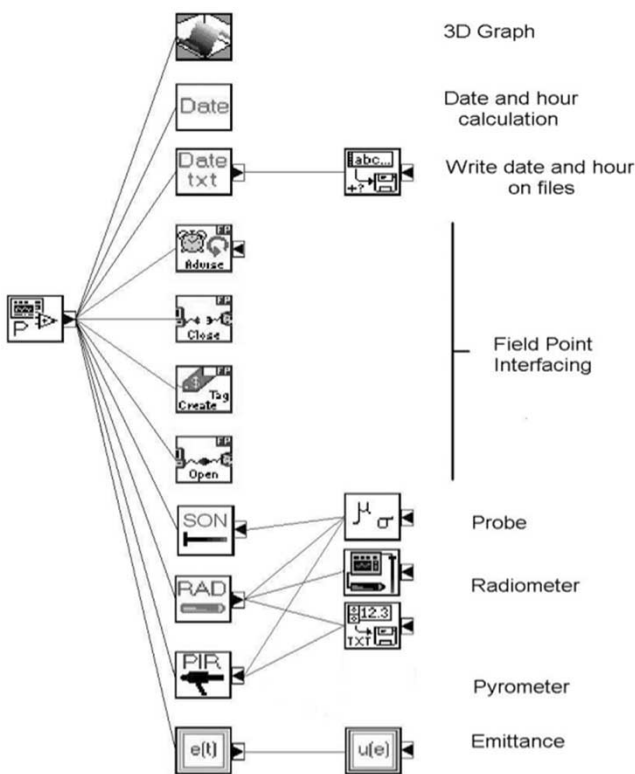 3D Graph
Date
Date and hour
calculation
Date
txt
abc...
+?
Write date and hour
on files
Advise
P
Close
Field Point
Interfacing
Tag
Create
Open
SON
μ
σ
Probe
RAD
Radiometer
12.3
TXT
PIR
Pyrometer
e(t)
u(e)
Emittance